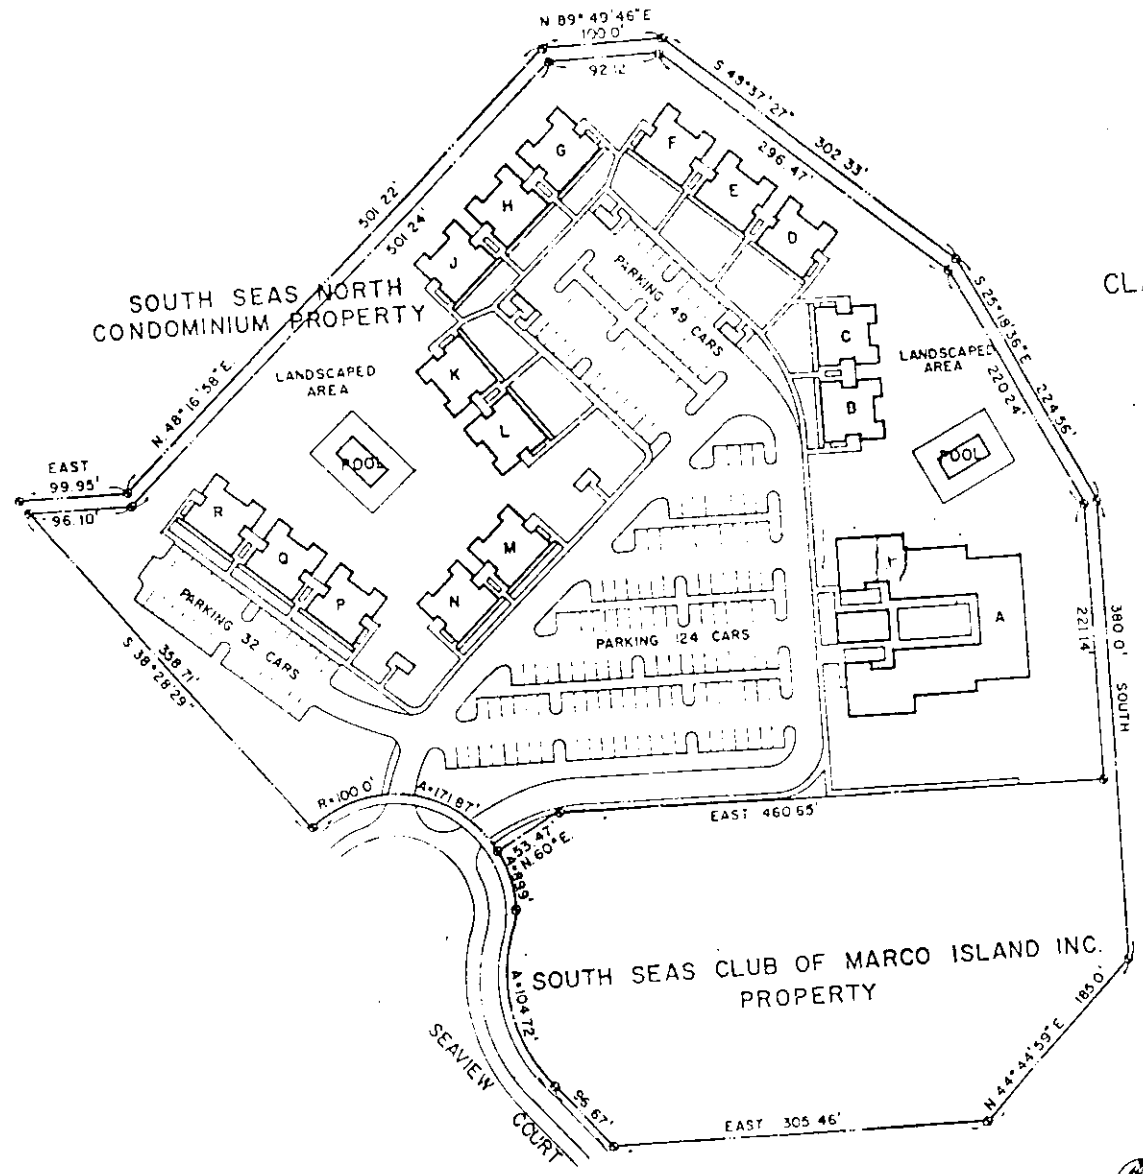 N 89° 49' 46" E
100.0'
92.12
S 49° 37' 27"
302.33'
296.47'
G
F
H
E
D
J
501.22'
501.24'
N. 48° 16' 58" E.
SOUTH SEAS NORTH
CONDOMINIUM PROPERTY
PARKING 49 CARS
S 25° 18' 36" E
224.56'
220.24'
CL
C
LANDSCAPED
AREA
K
LANDSCAPED
AREA
B
L
POOL
POOL
EAST
99.95'
96.10'
R
Q
P
M
N
A
PARKING 32 CARS
PARKING 124 CARS
358.71'
S 38° 28' 29"
221.14'
380.0'
SOUTH
R=100.0'
A=171.87'
EAST 460.65'
53.47'
N. 60° E.
A=104.72'
SOUTH SEAS CLUB OF MARCO ISLAND INC.
PROPERTY
SEAVIEW
COURT
96.67'
185.0'
N 44° 44' 59" E
EAST 305.46'